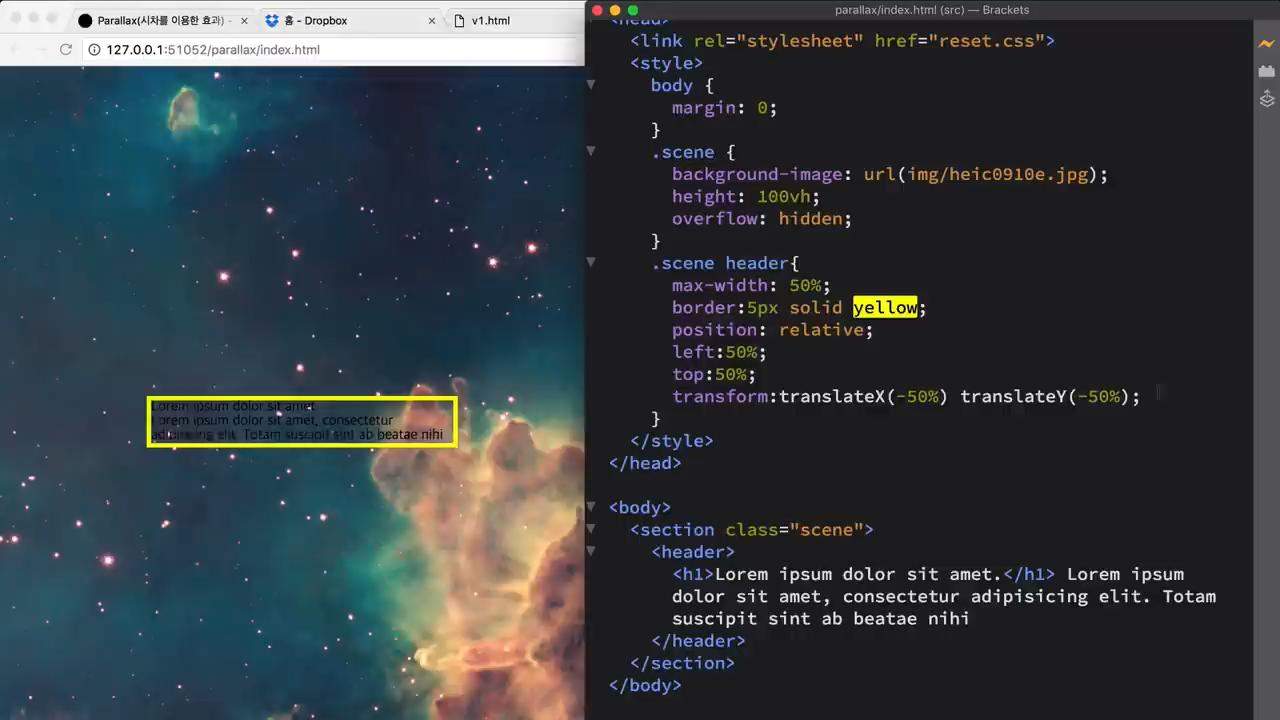 Parallax(시차를 이용한 효과) -
홈 - Dropbox
v1.html
127.0.0.1:51052/parallax/index.html
Lorem ipsum dolor sit amet
Lorem ipsum dolor sit amet, consectetur
adipisicing elit. Totam suscipit sint ab beatae nihi
parallax/index.html (src) — Brackets
<head>
<link rel="stylesheet" href="reset.css">
<style>
body {
margin: 0;
}
.scene {
background-image: url(img/heic0910e.jpg);
height: 100vh;
overflow: hidden;
}
.scene header{
max-width: 50%;
border:5px solid yellow;
position: relative;
left:50%;
top:50%;
transform:translateX(-50%) translateY(-50%);
}
</style>
</head>
<body>
<section class="scene">
<header>
<h1>Lorem ipsum dolor sit amet.</h1> Lorem ipsum
dolor sit amet, consectetur adipisicing elit. Totam
suscipit sint ab beatae nihi
</header>
</section>
</body>